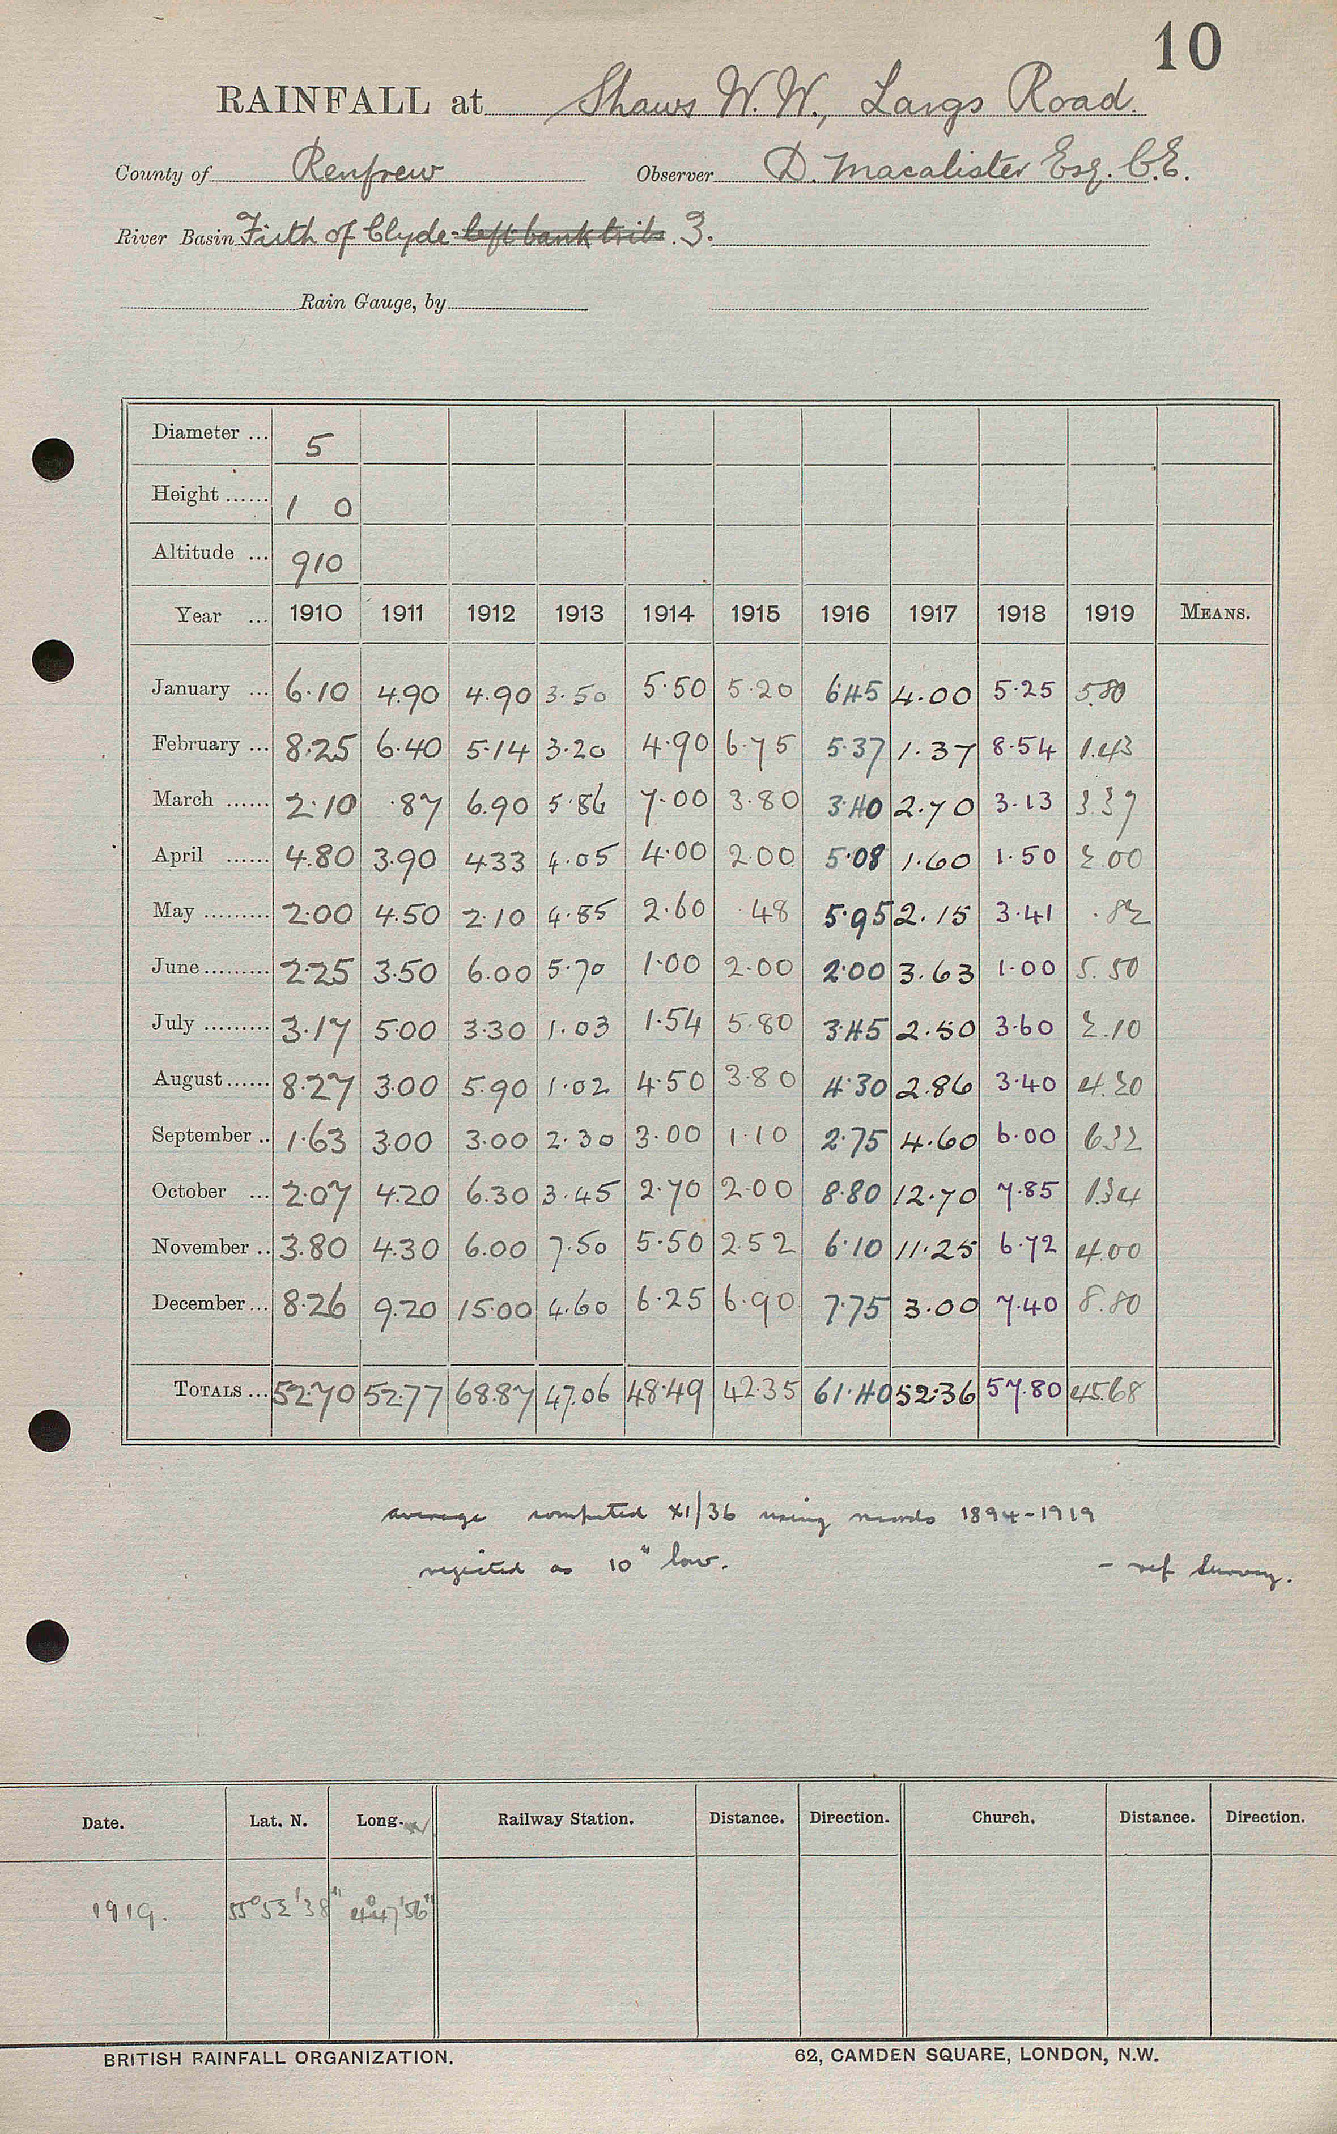 10
RAINFALL at Shaws W. W., Largs Road.
County of Renfrew Observer D. Macalister Esq. C.E.
River Basin Firth of Clyde - left bank tribs. 3.
Rain Gauge, by
Diameter ... 5
Height ...... 1 0
Altitude ... 910
Year ... 1910 1911 1912 1913 1914 1915 1916 1917 1918 1919 MEANS.
January ... 6.10 4.90 4.90 3.50 5.50 5.20 6.45 4.00 5.25 5.80
February ... 8.25 6.40 5.14 3.20 4.90 6.75 5.37 1.37 8.54 1.43
March ...... 2.10 .87 6.90 5.86 7.00 3.80 3.40 2.70 3.13 3.37
April ...... 4.80 3.90 4.33 4.05 4.00 2.00 5.08 1.60 1.50 2.00
May ......... 2.00 4.50 2.10 4.85 2.60 .48 5.95 2.15 3.41 .82
June ......... 2.25 3.50 6.00 5.70 1.00 2.00 2.00 3.63 1.00 5.50
July ......... 3.17 5.00 3.30 1.03 1.54 5.80 3.45 2.50 3.60 2.10
August...... 8.27 3.00 5.90 1.02 4.50 3.80 4.30 2.86 3.40 4.20
September .. 1.63 3.00 3.00 2.30 3.00 1.10 2.75 4.60 6.00 6.32
October ... 2.07 4.20 6.30 3.45 2.70 2.00 8.80 12.70 7.85 1.34
November .. 3.80 4.30 6.00 7.50 5.50 2.52 6.10 11.25 6.72 4.00
December... 8.26 9.20 15.00 4.60 6.25 6.90 7.75 3.00 7.40 8.80
TOTALS ... 52.70 52.77 68.87 47.06 48.49 42.35 61.40 52.36 57.80 45.68
average computed XI/36 using records 1894-1919
rejected as 10" low. - ref Survey.
Date. Lat. N. Long. W Railway Station. Distance. Direction. Church. Distance. Direction.
1919. 55° 52' 38" 4° 47' 56"
BRITISH RAINFALL ORGANIZATION. 62, CAMDEN SQUARE, LONDON, N.W.